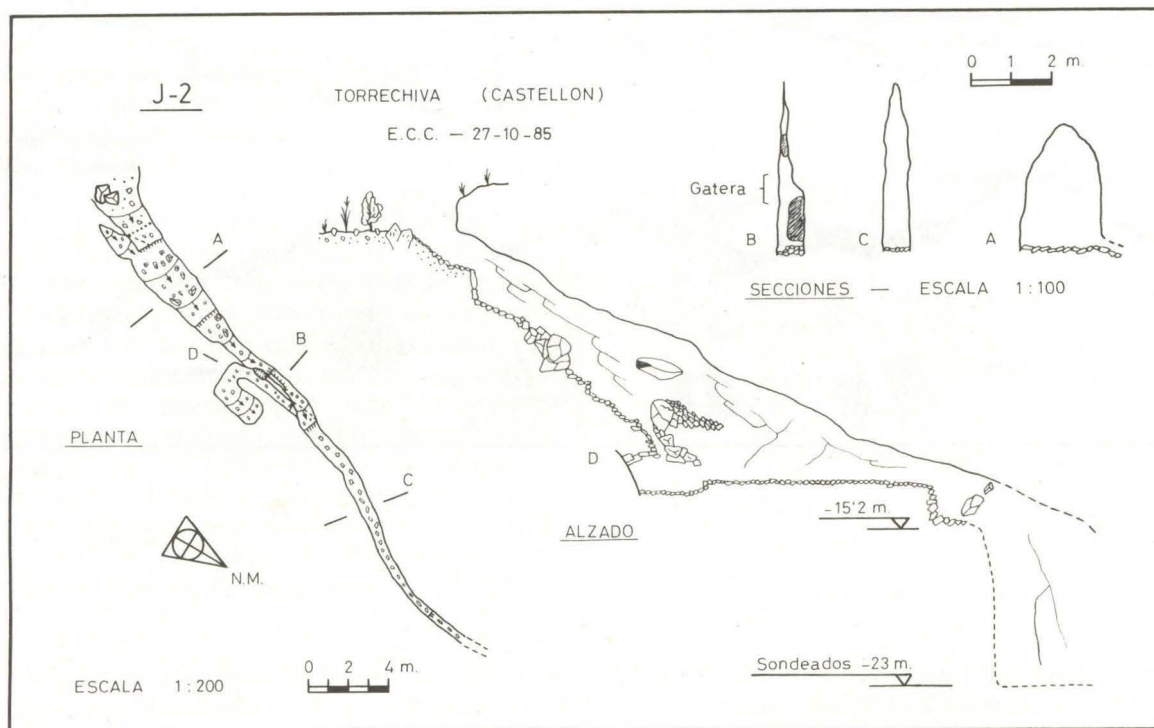 J-2
TORRECHIVA (CASTELLON)
E.C.C. — 27-10-85
0 1 2 m.
Gatera
B
C
A
SECCIONES — ESCALA 1:100
A
B
D
C
PLANTA
N.M.
ESCALA 1:200
0 2 4 m.
D
ALZADO
-15'2 m.
Sondeados -23 m.